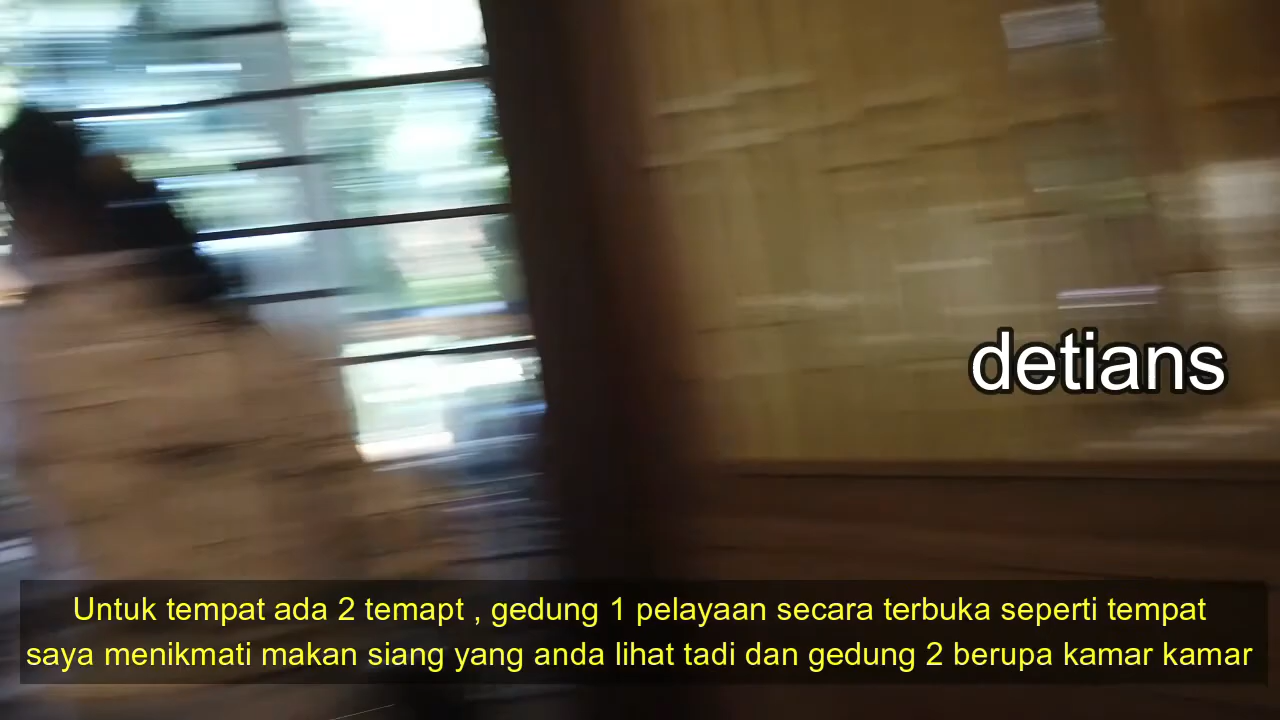 detians
Untuk tempat ada 2 temapt , gedung 1 pelayaan secara terbuka seperti tempat
saya menikmati makan siang yang anda lihat tadi dan gedung 2 berupa kamar kamar